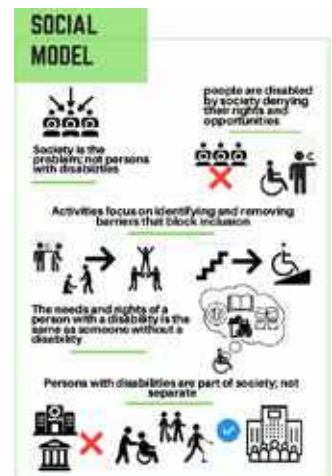 SOCIAL
MODEL
Society is the
problem; not persons
with disabilities
people are disabled
by society denying
their rights and
opportunities
Activities focus on identifying and removing
barriers that block inclusion
The needs and rights of a
person with a disability is the
same as someone without a
disability
Persons with disabilities are part of society; not
separate